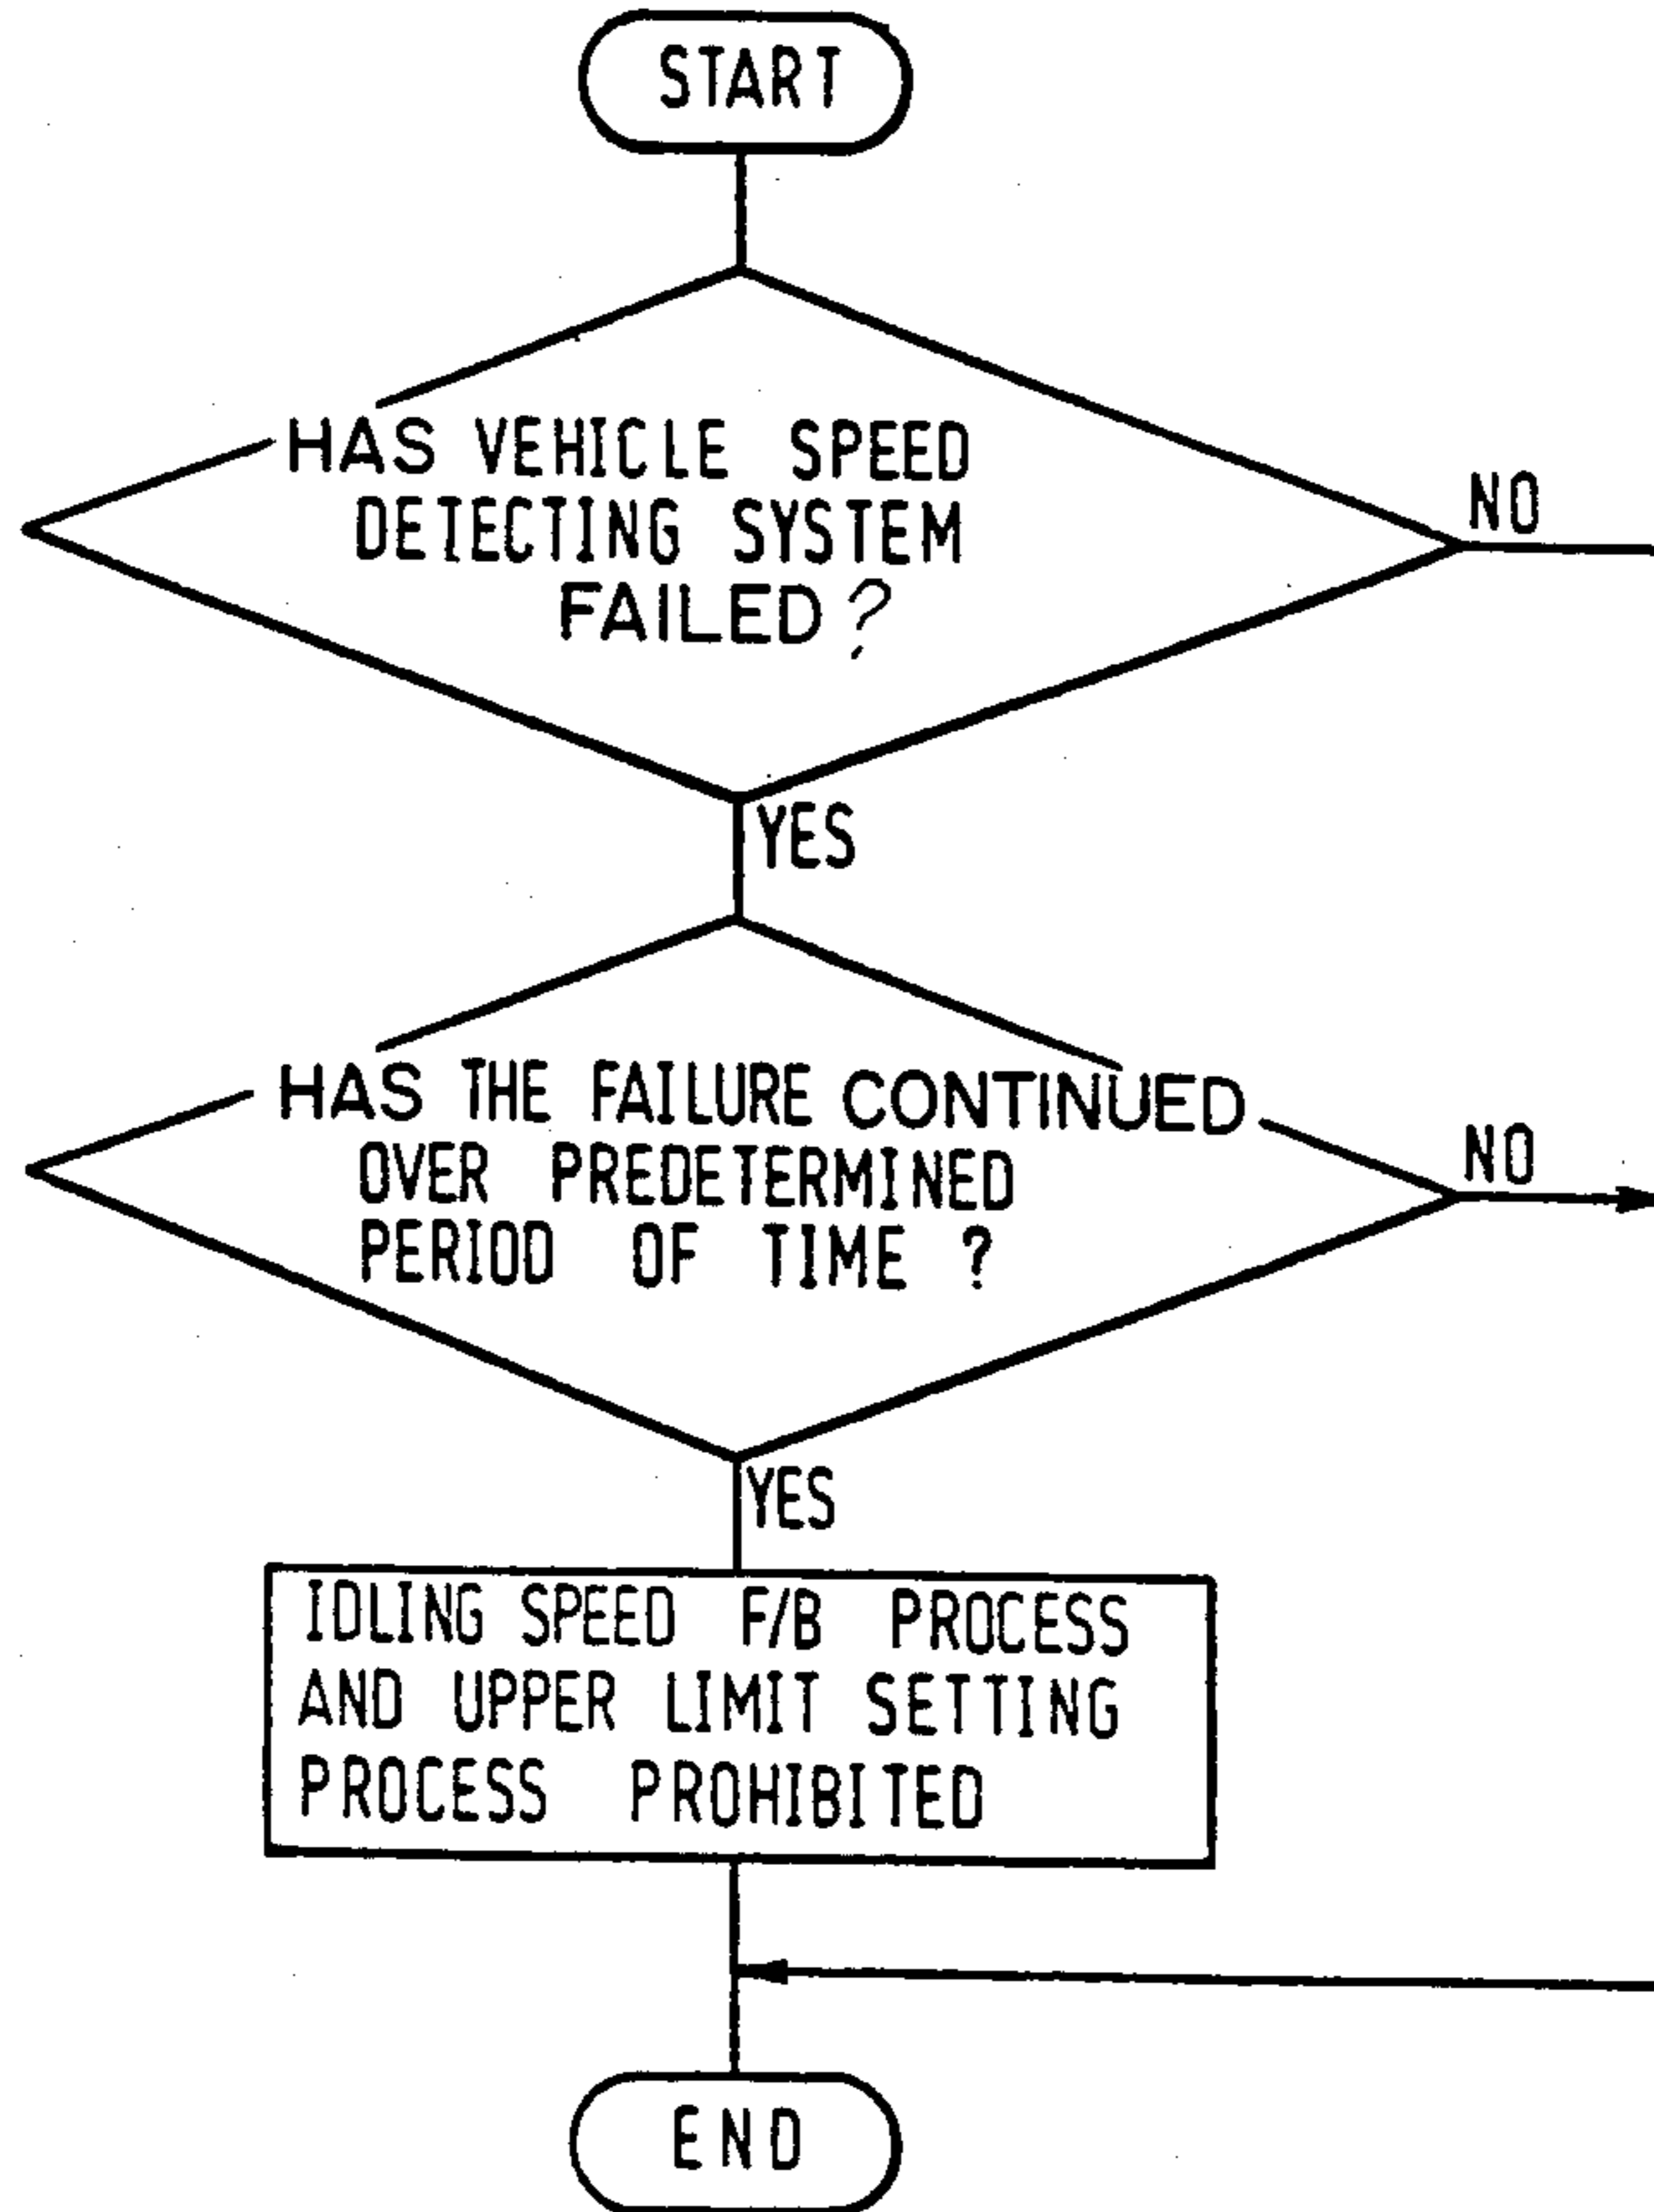 START
HAS VEHICLE SPEED
DETECTING SYSTEM
FAILED ?
NO
YES
HAS THE FAILURE CONTINUED
OVER PREDETERMINED
PERIOD OF TIME ?
NO
YES
IDLING SPEED F/B PROCESS
AND UPPER LIMIT SETTING
PROCESS PROHIBITED
END